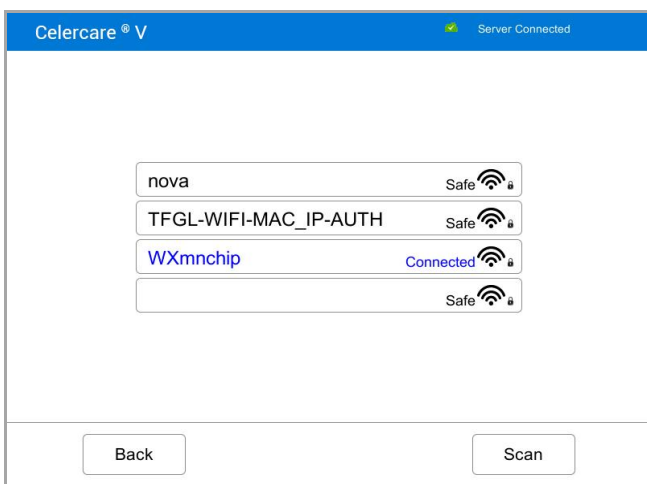 Celercare ® V Server Connected
nova Safe
TFGL-WIFI-MAC_IP-AUTH Safe
WXmnchip Connected
Safe
Back Scan